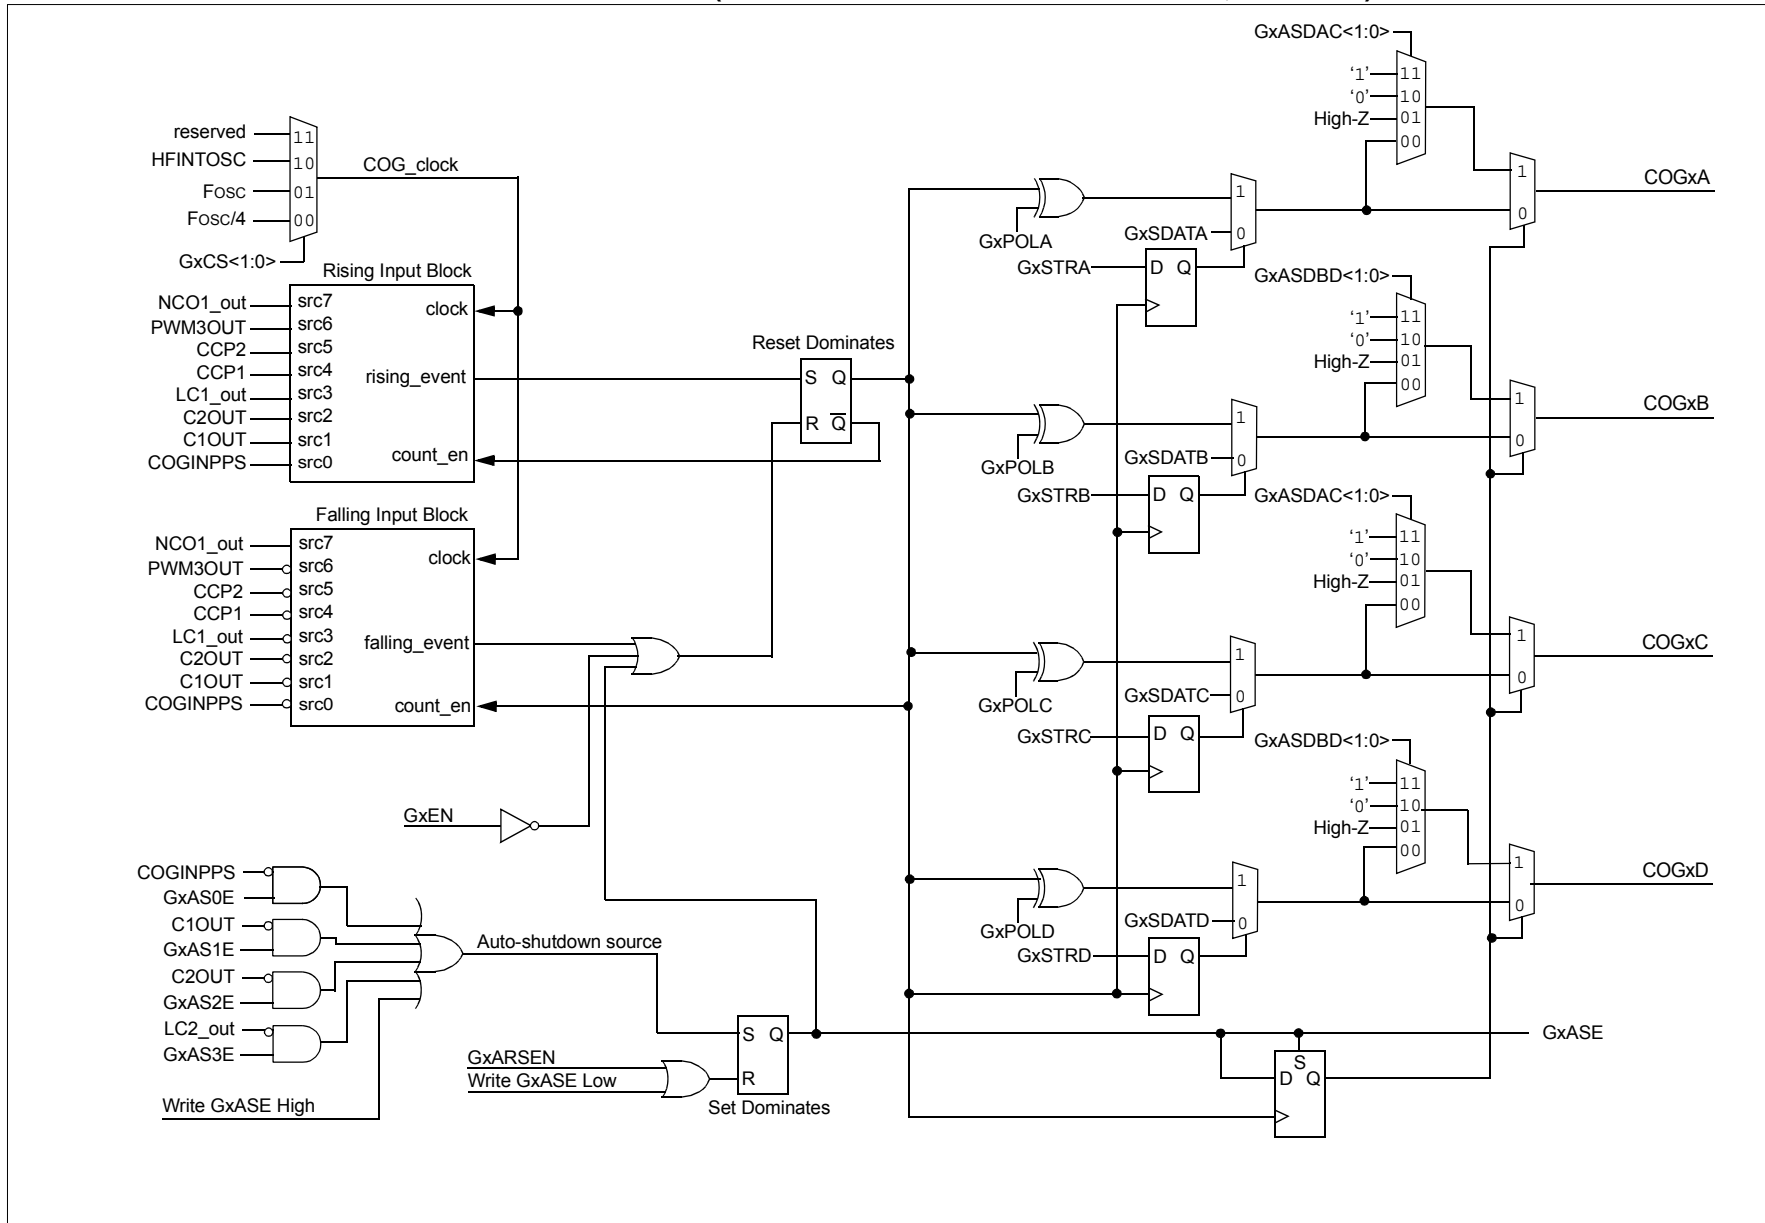 GxASDAC<1:0>
'1'
11
'0'
10
High-Z
01
00
1
0
COGxA
reserved
11
HFINTOSC
10
FOSC
01
FOSC/4
00
COG_clock
GxCS<1:0>
Rising Input Block
NCO1_out
src7
PWM3OUT
src6
CCP2
src5
CCP1
src4
LC1_out
src3
C2OUT
src2
C1OUT
src1
COGINPPS
src0
clock
rising_event
count_en
Reset Dominates
S Q
R Q
GxPOLA
1
GxSDATA
0
GxSTRA
D Q
GxASDBD<1:0>
'1'
11
'0'
10
High-Z
01
00
1
0
COGxB
GxPOLB
1
GxSDATB
0
GxSTRB
D Q
Falling Input Block
NCO1_out
src7
PWM3OUT
src6
CCP2
src5
CCP1
src4
LC1_out
src3
C2OUT
src2
C1OUT
src1
COGINPPS
src0
clock
falling_event
count_en
GxASDAC<1:0>
'1'
11
'0'
10
High-Z
01
00
1
0
COGxC
GxPOLC
1
GxSDATC
0
GxSTRC
D Q
GxEN
GxASDBD<1:0>
'1'
11
'0'
10
High-Z
01
00
1
0
COGxD
GxPOLD
1
GxSDATD
0
GxSTRD
D Q
COGINPPS
GxAS0E
C1OUT
GxAS1E
C2OUT
GxAS2E
LC2_out
GxAS3E
Write GxASE High
Auto-shutdown source
GxARSEN
Write GxASE Low
S Q
R
Set Dominates
GxASE
S
D Q